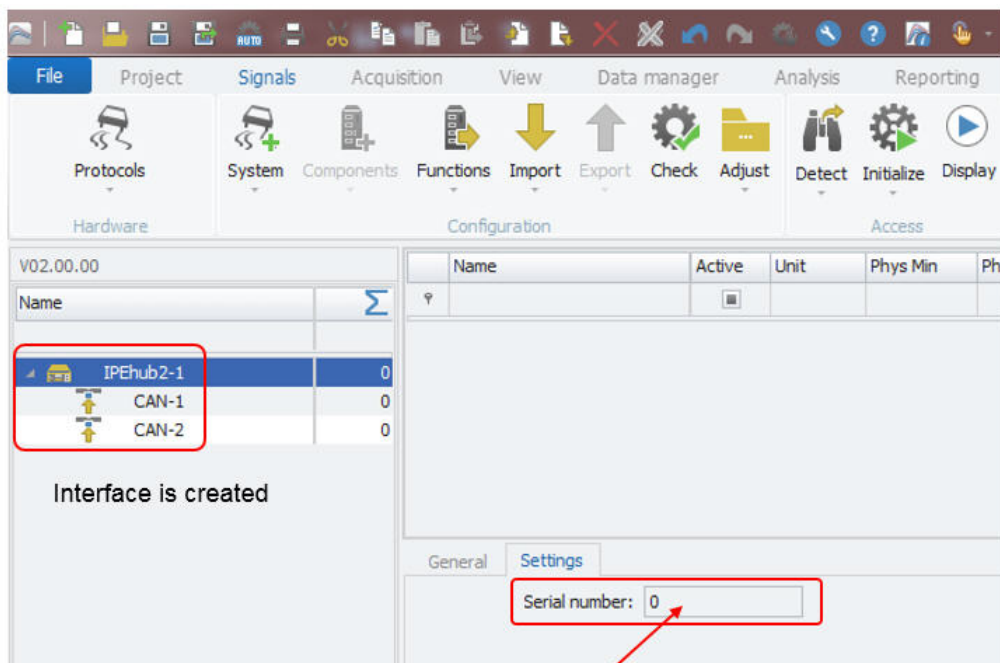 AUTO
File Project Signals Acquisition View Data manager Analysis Reporting
Protocols System Components Functions Import Export Check Adjust Detect Initialize Display
Hardware Configuration Access
V02.00.00
Name Σ
Name Active Unit Phys Min Ph
IPEhub2-1 0
CAN-1 0
CAN-2 0
Interface is created
General Settings
Serial number: 0